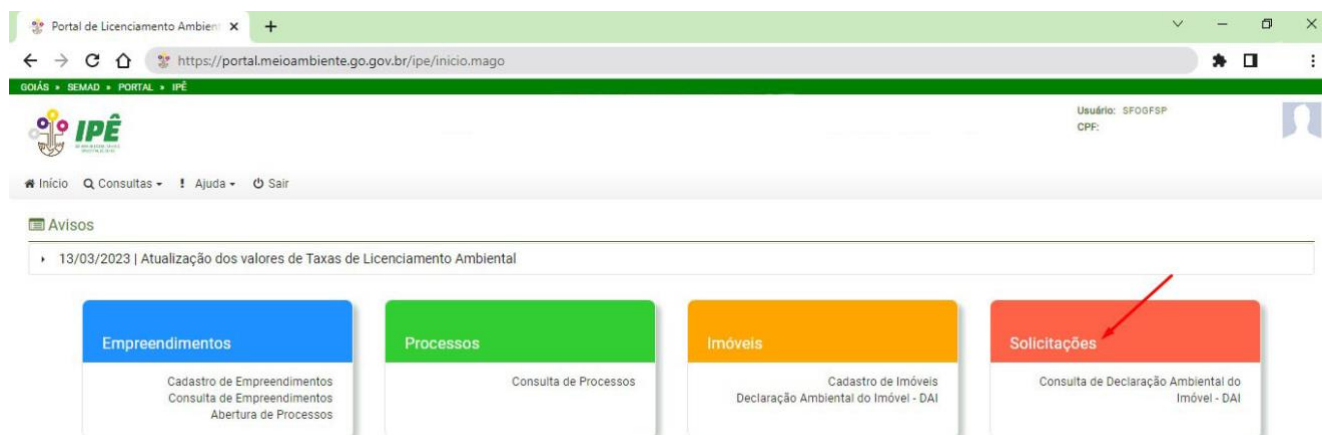 Portal de Licenciamento Ambient
https://portal.meioambiente.go.gov.br/ipe/inicio.mago
GOIÁS » SEMAD » PORTAL » IPÊ
IPÊ
Usuário: SFOGFSP
CPF:
Início Consultas Ajuda Sair
Avisos
13/03/2023 | Atualização dos valores de Taxas de Licenciamento Ambiental
Empreendimentos
Cadastro de Empreendimentos
Consulta de Empreendimentos
Abertura de Processos
Processos
Consulta de Processos
Imóveis
Cadastro de Imóveis
Declaração Ambiental do Imóvel - DAI
Solicitações
Consulta de Declaração Ambiental do
Imóvel - DAI